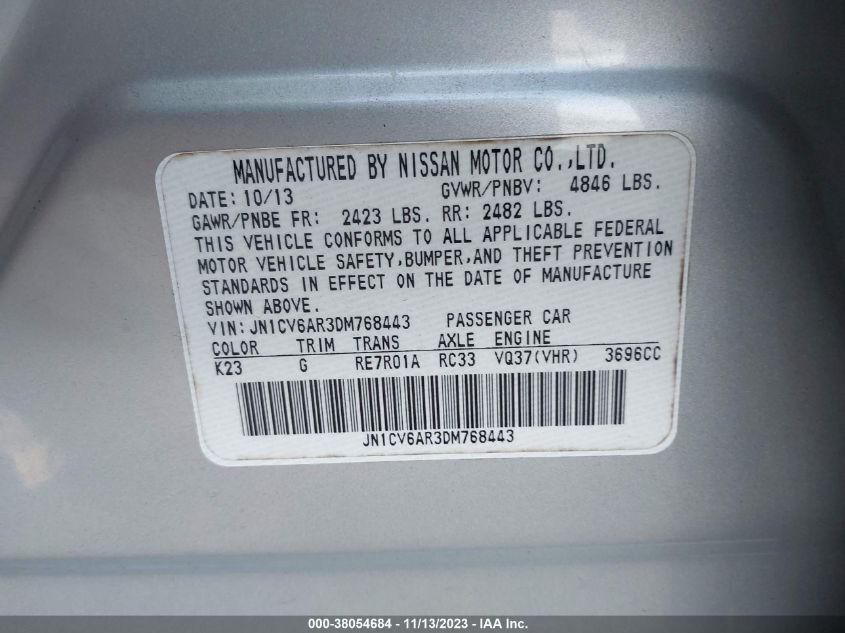 MANUFACTURED BY NISSAN MOTOR CO.,LTD.
DATE: 10/13 GVWR/PNBV: 4846 LBS.
GAWR/PNBE FR: 2423 LBS. RR: 2482 LBS.
THIS VEHICLE CONFORMS TO ALL APPLICABLE FEDERAL
MOTOR VEHICLE SAFETY,BUMPER,AND THEFT PREVENTION
STANDARDS IN EFFECT ON THE DATE OF MANUFACTURE
SHOWN ABOVE.
VIN: JN1CV6AR3DM768443 PASSENGER CAR
COLOR TRIM TRANS AXLE ENGINE
K23 G RE7R01A RC33 VQ37(VHR) 3696CC
JN1CV6AR3DM768443
000-38054684 - 11/13/2023 - IAA Inc.